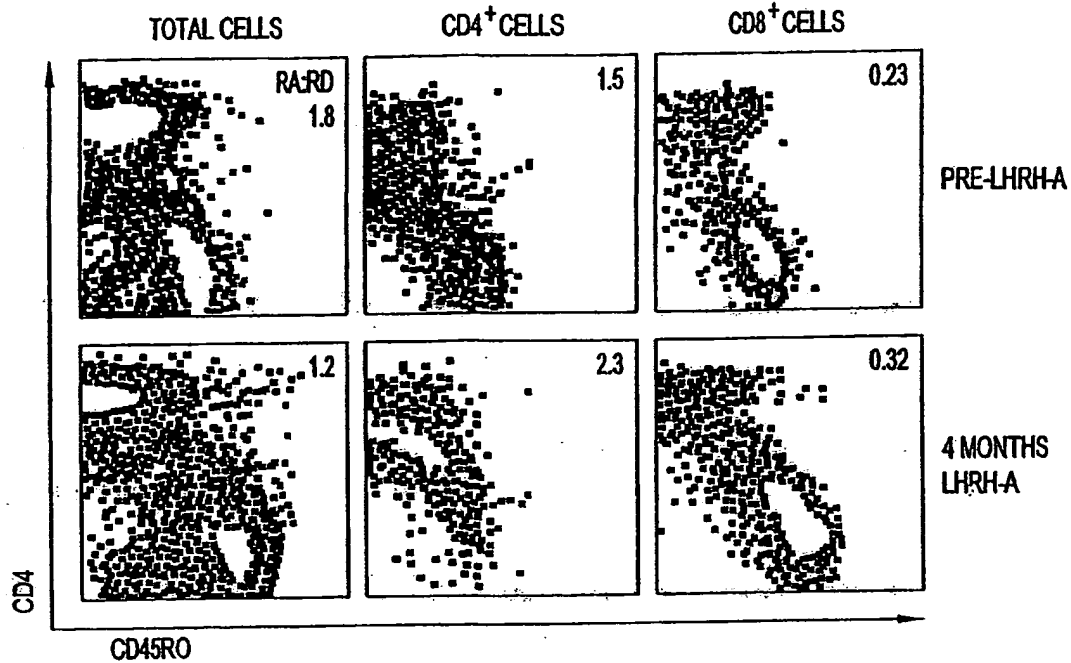 TOTAL CELLS
CD4+ CELLS
CD8+ CELLS
RA:RD
1.8
1.5
0.23
PRE-LHRH-A
1.2
2.3
0.32
4 MONTHS
LHRH-A
CD4
CD45RO